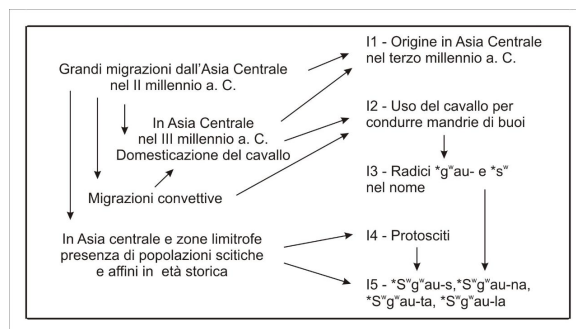 Grandi migrazioni dall'Asia Centrale
nel II millennio a. C.
In Asia Centrale
nel III millennio a. C.
Domesticazione del cavallo
Migrazioni convettive
In Asia centrale e zone limitrofe
presenza di popolazioni scitiche
e affini in età storica
I1 - Origine in Asia Centrale
nel terzo millennio a. C.
I2 - Uso del cavallo per
condurre mandrie di buoi
I3 - Radici *gʷau- e *sʷ
nel nome
I4 - Protosciti
I5 - *Sʷgʷau-s,*Sʷgʷau-na,
*Sʷgʷau-ta, *Sʷgʷau-la